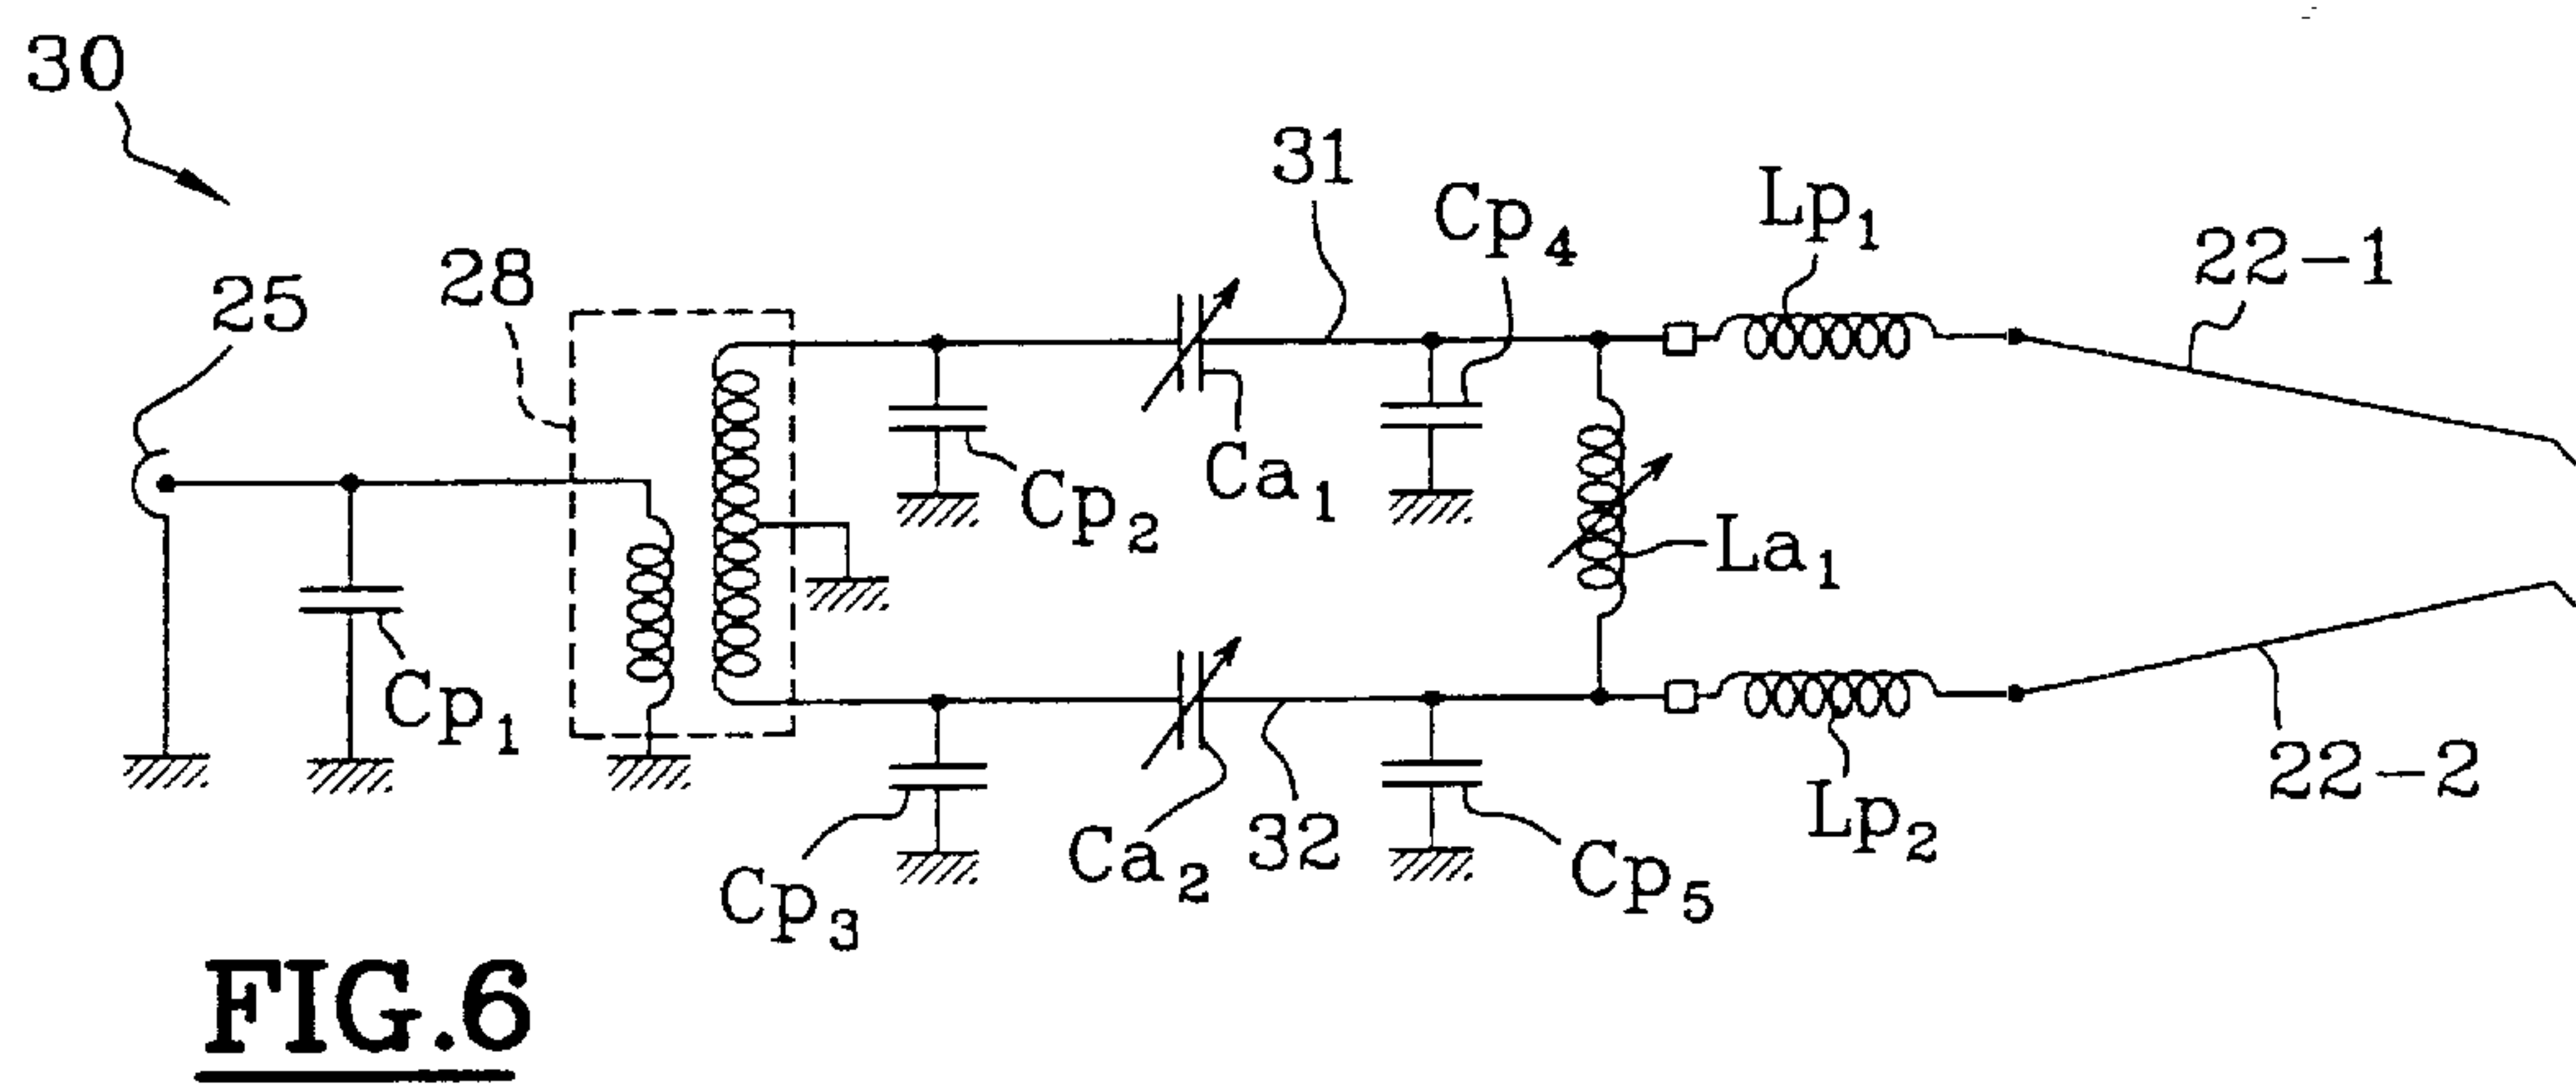 30
31
Cp₄
Lp₁
22-1
25
28
Cp₂
Ca₁
La₁
Cp₁
22-2
Cp₃
Ca₂
32
Cp₅
Lp₂
FIG.6